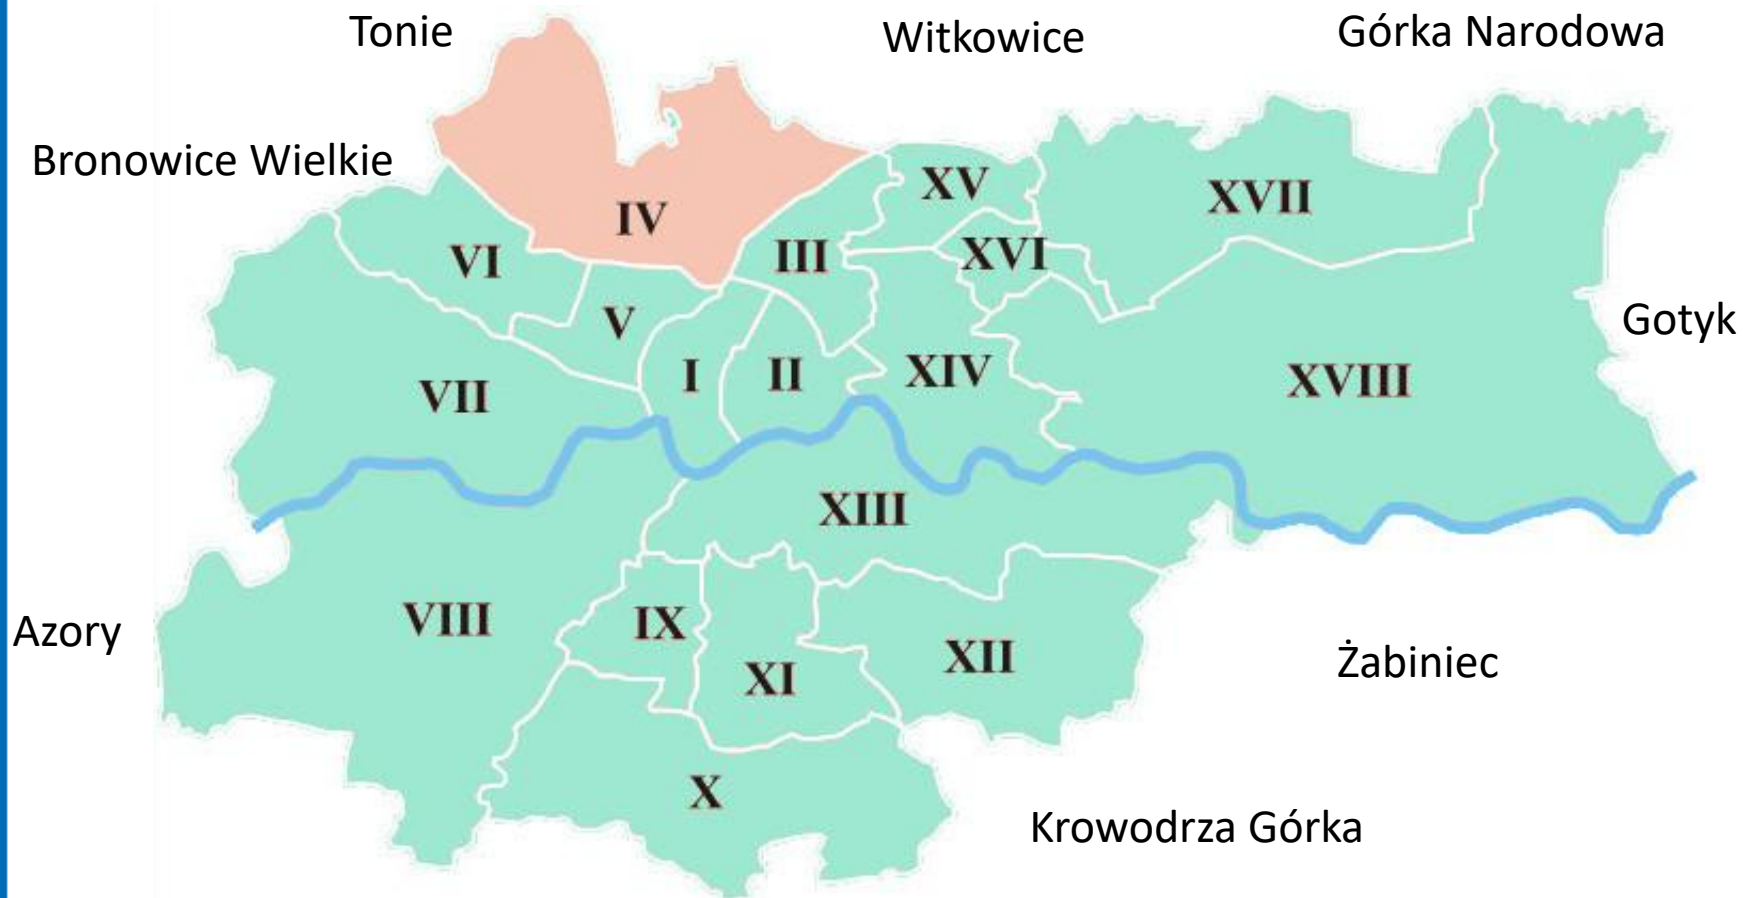 Tonie
Witkowice
Górka Narodowa
Bronowice Wielkie
XV
XVII
IV
VI
III
XVI
V
Gotyk
I
II
XIV
XVIII
VII
XIII
VIII
IX
Azory
XI
XII
Żabiniec
X
Krowodrza Górka